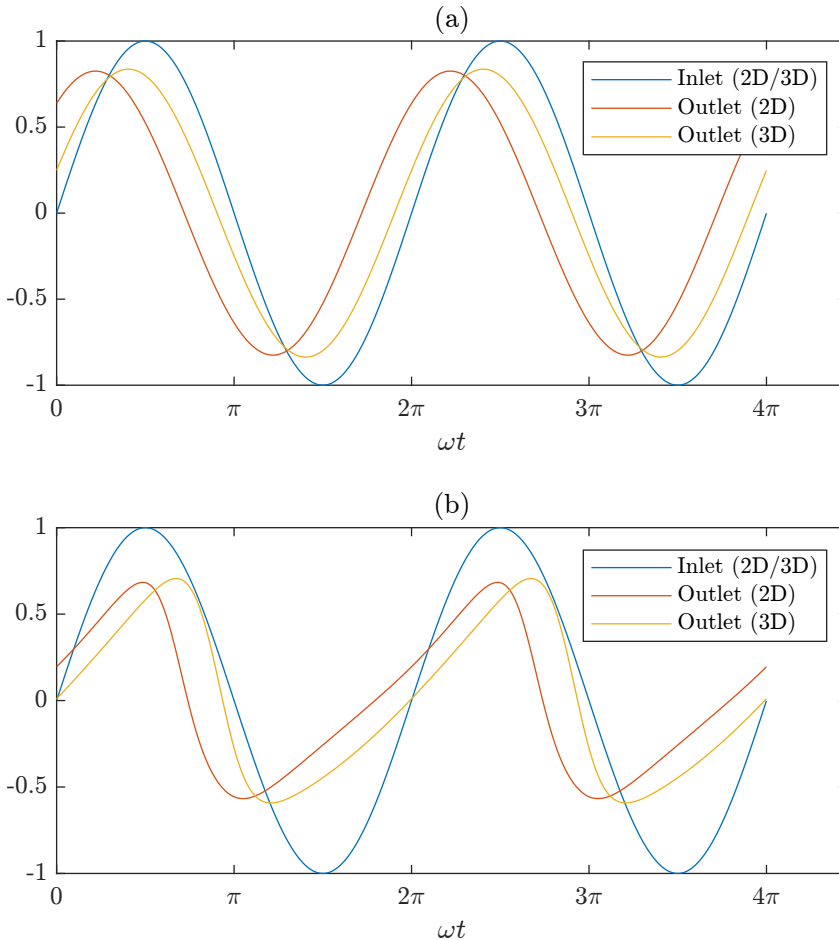 (a)
1
0.5
0
-0.5
-1
Inlet (2D/3D)
Outlet (2D)
Outlet (3D)
0 π 2π 3π 4π
ωt
(b)
1
0.5
0
-0.5
-1
Inlet (2D/3D)
Outlet (2D)
Outlet (3D)
0 π 2π 3π 4π
ωt